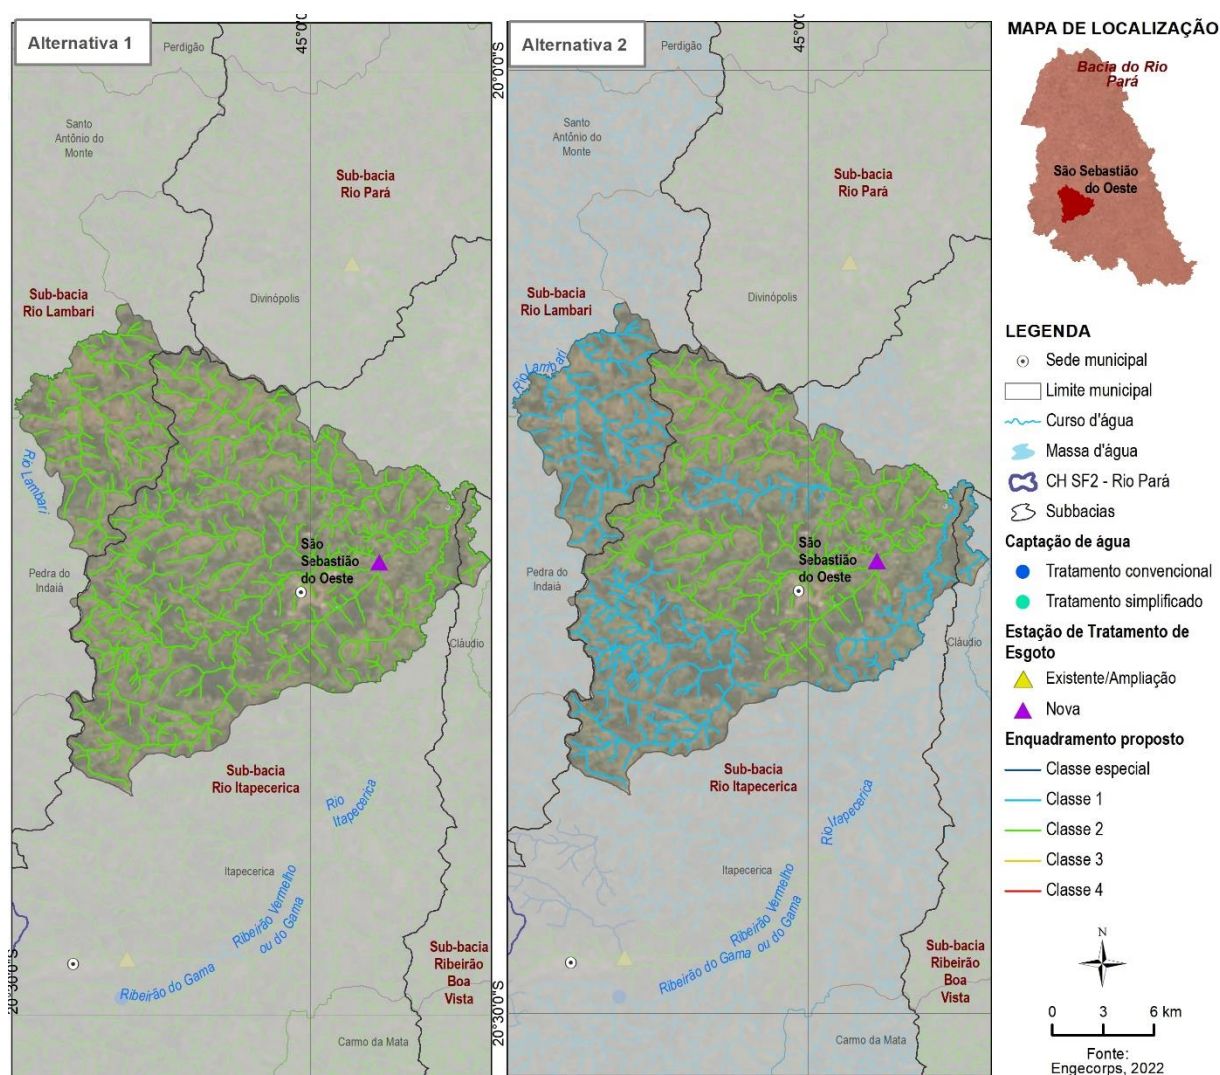 Alternativa 1
45°0'0"
Perdigão
Santo
Antônio do
Monte
Sub-bacia
Rio Pará
Sub-bacia
Rio Lambari
Divinópolis
Rio Lambari
São
Sebastião
do Oeste
Pedra do
Indaiá
Cláudio
Sub-bacia
Rio Itapecerica
Rio
Itapecerica
Itapecerica
Ribeirão Vermelho
ou do Gama
Ribeirão do Gama
Sub-bacia
Ribeirão
Boa
Vista
20°30'0"S
Carmo da Mata
Alternativa 2
45°0'0"
20°0'0"S
Perdigão
Santo
Antônio do
Monte
Sub-bacia
Rio Pará
Sub-bacia
Rio Lambari
Divinópolis
Rio Lambari
São
Sebastião
do Oeste
Pedra do
Indaiá
Cláudio
Sub-bacia
Rio Itapecerica
Rio Itapecerica
Itapecerica
Ribeirão Vermelho
ou do Gama
Ribeirão do Gama
Sub-bacia
Ribeirão
Boa
Vista
20°30'0"S
Carmo da Mata
MAPA DE LOCALIZAÇÃO
Bacia do Rio
Pará
São Sebastião
do Oeste
LEGENDA
Sede municipal
Limite municipal
Curso d'água
Massa d'água
CH SF2 - Rio Pará
Subbacias
Captação de água
Tratamento convencional
Tratamento simplificado
Estação de Tratamento de
Esgoto
Existente/Ampliação
Nova
Enquadramento proposto
Classe especial
Classe 1
Classe 2
Classe 3
Classe 4
N
0 3 6 km
Fonte:
Engecorps, 2022